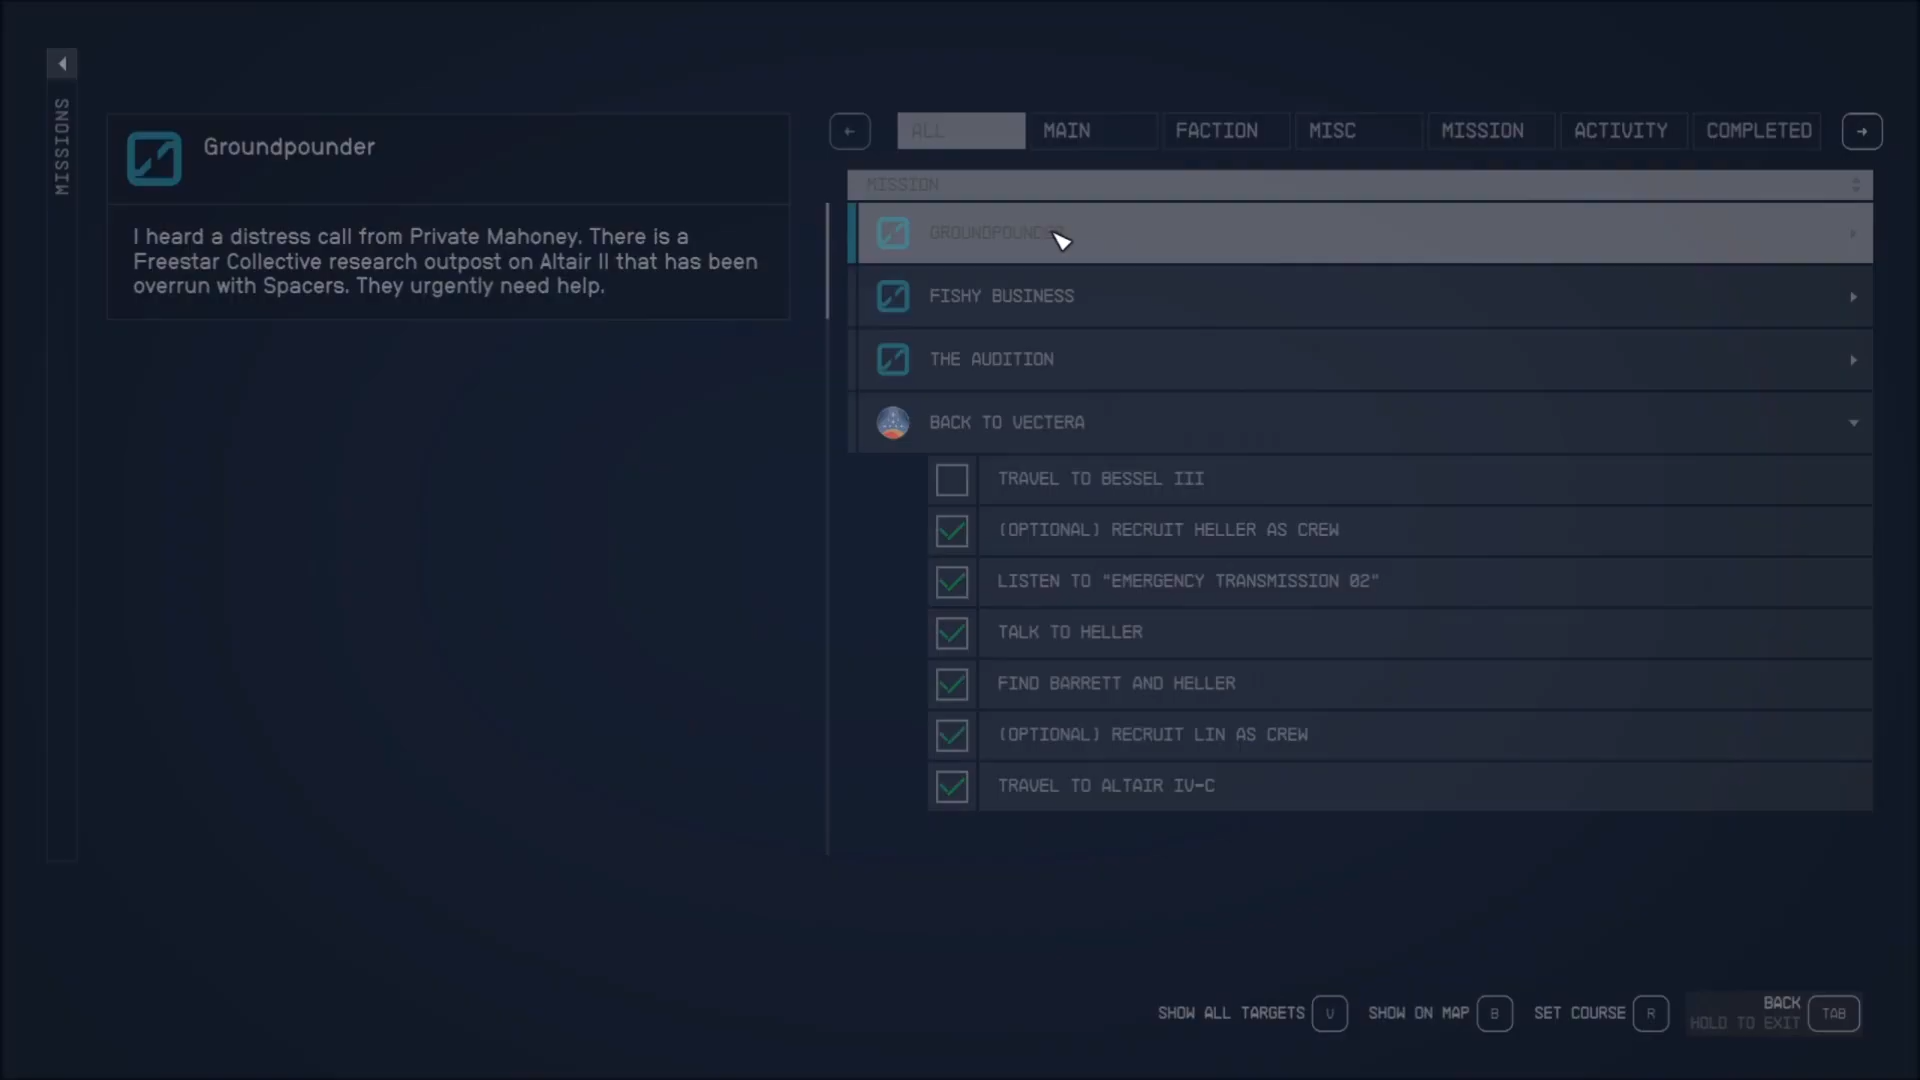 MISSIONS
Groundpounder
I heard a distress call from Private Mahoney. There is a
Freestar Collective research outpost on Altair II that has been
overrun with Spacers. They urgently need help.
ALL
MAIN
FACTION
MISC
MISSION
ACTIVITY
COMPLETED
MISSION
GROUNDPOUNDER
FISHY BUSINESS
THE AUDITION
BACK TO VECTERA
TRAVEL TO BESSEL III
(OPTIONAL) RECRUIT HELLER AS CREW
LISTEN TO "EMERGENCY TRANSMISSION 02"
TALK TO HELLER
FIND BARRETT AND HELLER
(OPTIONAL) RECRUIT LIN AS CREW
TRAVEL TO ALTAIR IV-C
SHOW ALL TARGETS V
SHOW ON MAP B
SET COURSE R
BACK
HOLD TO EXIT
TAB